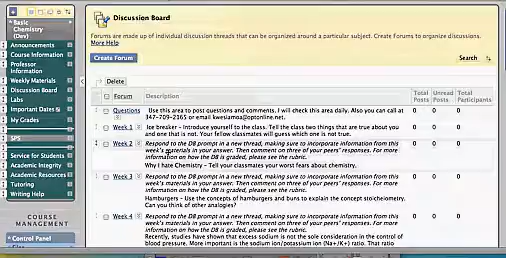 Basic
Chemistry
(Dev)
Announcements
Course Information
Professor
Information
Weekly Materials
Discussion Board
Labs
Important Dates
My Grades
SPS
Service for Students
Academic Integrity
Academic Resources
Tutoring
Writing Help
COURSE
MANAGEMENT
Control Panel
Discussion Board
Forums are made up of individual discussion threads that can be organized around a particular subject. Create Forums to organize discussions.
More Help
Create Forum
Search
Delete
Forum
Description
Total
Posts
Unread
Posts
Total
Participants
Questions
Use this area to post questions and comments. I will check this area daily. Also you can call at
347-709-2165 or email kwesiamoa@optonline.net.
0 0 0
Week 1
Ice breaker - Introduce yourself to the class. Tell the class two things that are true about you
and one that is not. Your fellow classmates will guess which one is not true.
0 0 0
Week 2
Respond to the DB prompt in a new thread, making sure to incorporate information from this
week's materials in your answer. Then comment on three of your peers' responses. For more
information on how the DB is graded, please see the rubric.
Why I hate Chemistry - Tell your classmates your worst fears about chemistry.
0 0 0
Week 3
Respond to the DB prompt in a new thread, making sure to incorporate information from this
week's materials in your answer. Then comment on three of your peers' responses. For more
information on how the DB is graded, please see the rubric.
Hamburgers - Use the concepts of hamburgers and buns to explain the concept stoicheiometry.
Can you think of other analogies?
0 0 0
Week 4
Respond to the DB prompt in a new thread, making sure to incorporate information from this
week's materials in your answer. Then comment on three of your peers' responses. For more
information on how the DB is graded, please see the rubric.
Recently, studies have shown that excess sodium is not the sole consideration in the control of
blood pressure. More important is the sodium ion/potassium ion (Na+/K+) ratio. That ratio
0 0 0